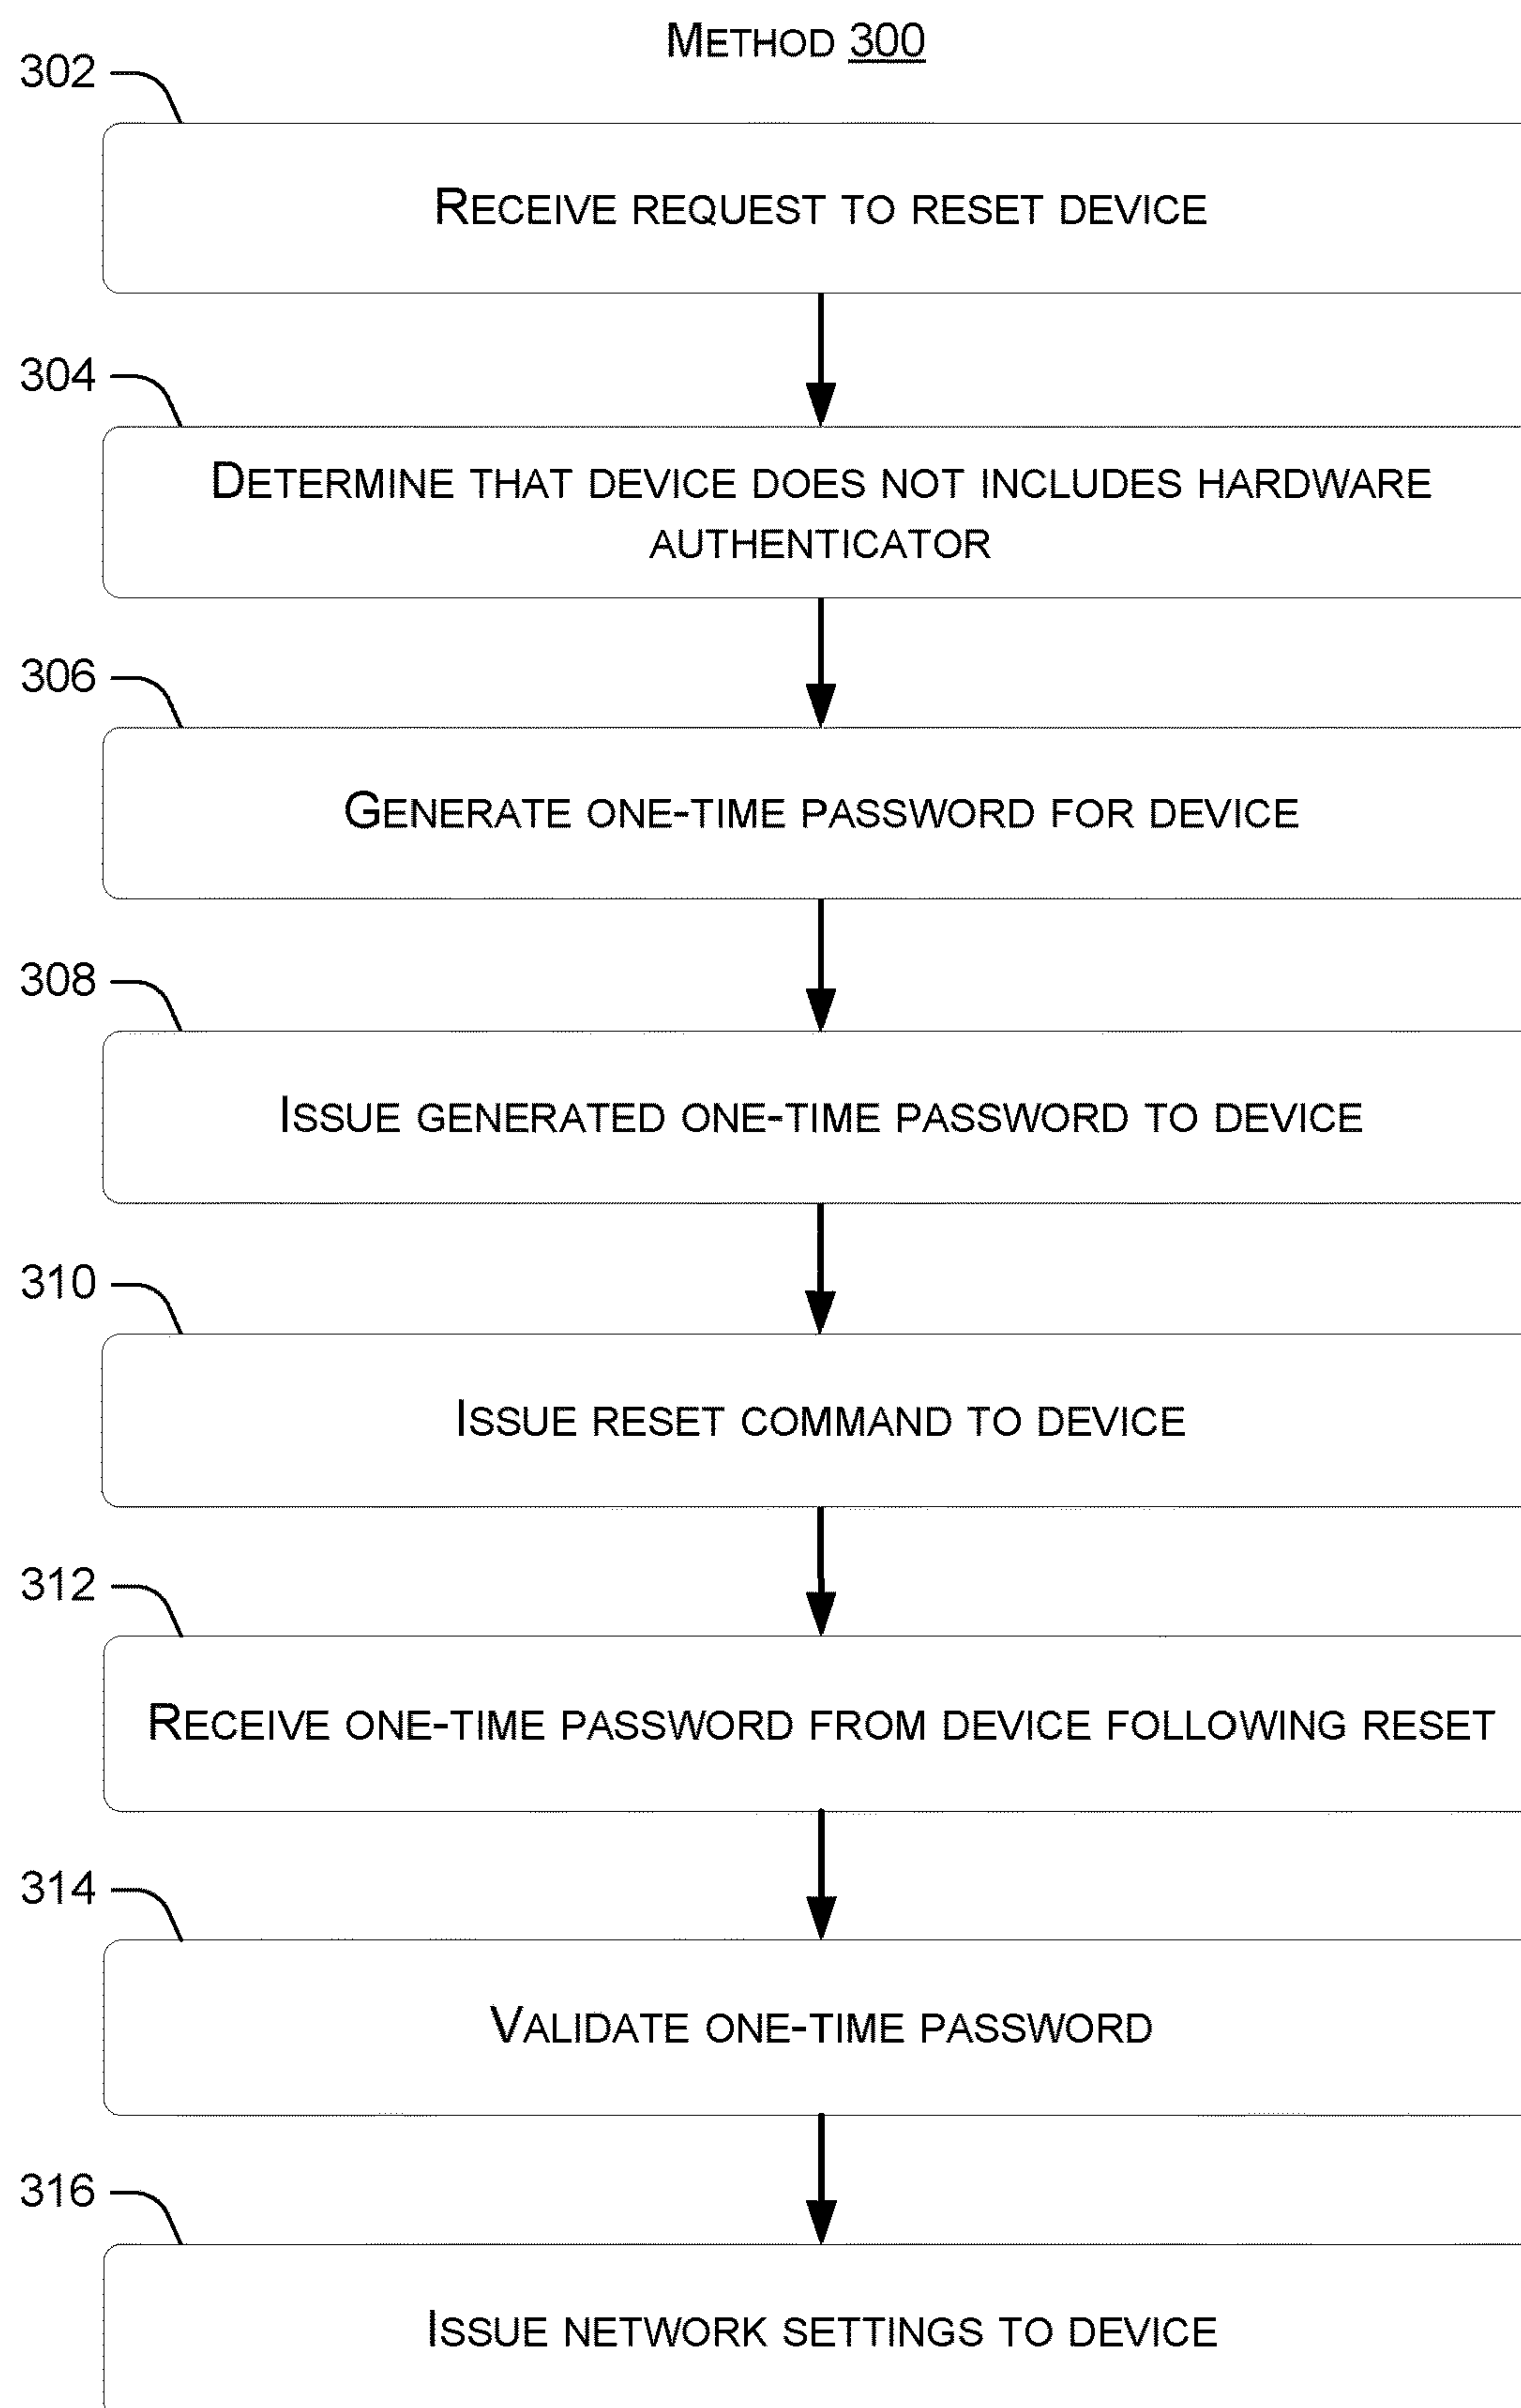 METHOD 300
302
RECEIVE REQUEST TO RESET DEVICE
304
DETERMINE THAT DEVICE DOES NOT INCLUDES HARDWARE
AUTHENTICATOR
306
GENERATE ONE-TIME PASSWORD FOR DEVICE
308
ISSUE GENERATED ONE-TIME PASSWORD TO DEVICE
310
ISSUE RESET COMMAND TO DEVICE
312
RECEIVE ONE-TIME PASSWORD FROM DEVICE FOLLOWING RESET
314
VALIDATE ONE-TIME PASSWORD
316
ISSUE NETWORK SETTINGS TO DEVICE